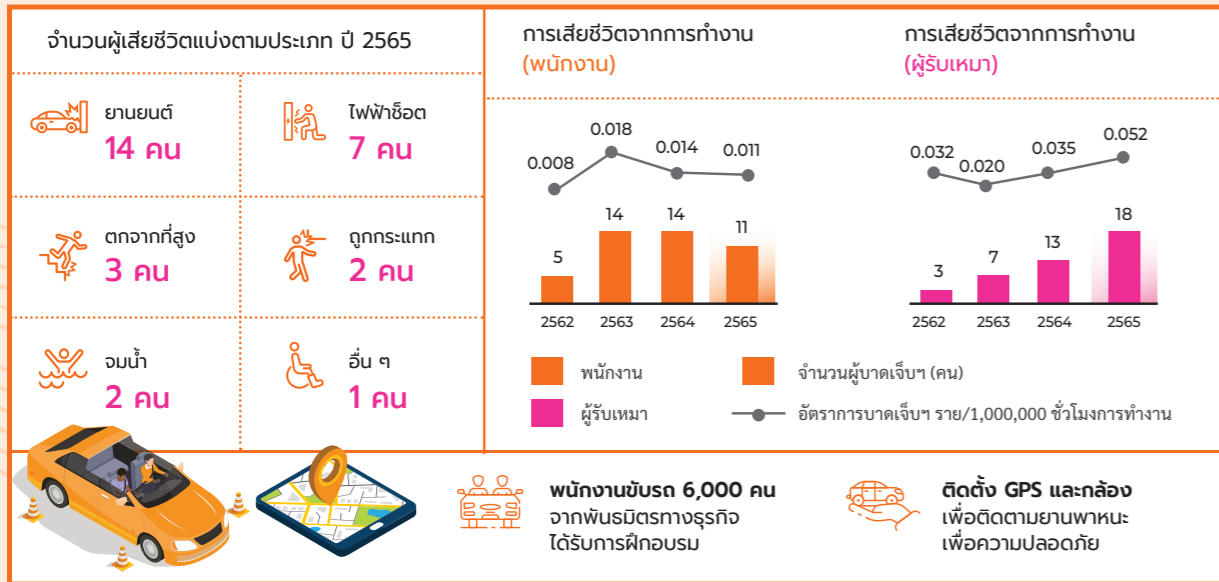 จำนวนผู้เสียชีวิตแบ่งตามประเภท ปี 2565
ยานยนต์
14 คน
ไฟฟ้าช็อต
7 คน
ตกจากที่สูง
3 คน
ถูกกระแทก
2 คน
จมน้ำ
2 คน
อื่น ๆ
1 คน
การเสียชีวิตจากการทำงาน
(พนักงาน)
0.008
0.018
0.014
0.011
5
14
14
11
2562
2563
2564
2565
การเสียชีวิตจากการทำงาน
(ผู้รับเหมา)
0.032
0.020
0.035
0.052
3
7
13
18
2562
2563
2564
2565
พนักงาน
จำนวนผู้บาดเจ็บฯ (คน)
ผู้รับเหมา
อัตราการบาดเจ็บฯ ราย/1,000,000 ชั่วโมงการทำงาน
พนักงานขับรถ 6,000 คน
จากพันธมิตรทางธุรกิจ
ได้รับการฝึกอบรม
ติดตั้ง GPS และกล้อง
เพื่อติดตามยานพาหนะ
เพื่อความปลอดภัย